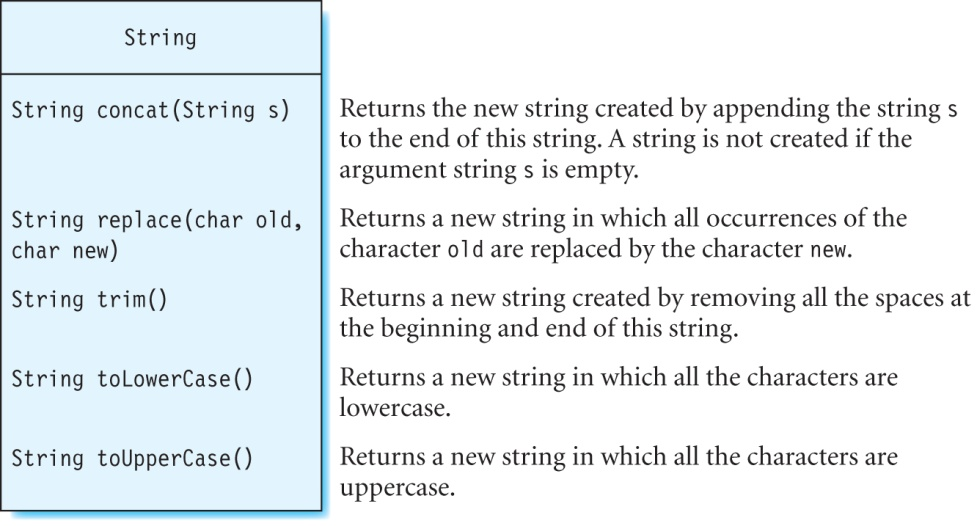 String
String concat(String s)
Returns the new string created by appending the string s
to the end of this string. A string is not created if the
argument string s is empty.
String replace(char old,
char new)
Returns a new string in which all occurrences of the
character old are replaced by the character new.
String trim()
Returns a new string created by removing all the spaces at
the beginning and end of this string.
String toLowerCase()
Returns a new string in which all the characters are
lowercase.
String toUpperCase()
Returns a new string in which all the characters are
uppercase.